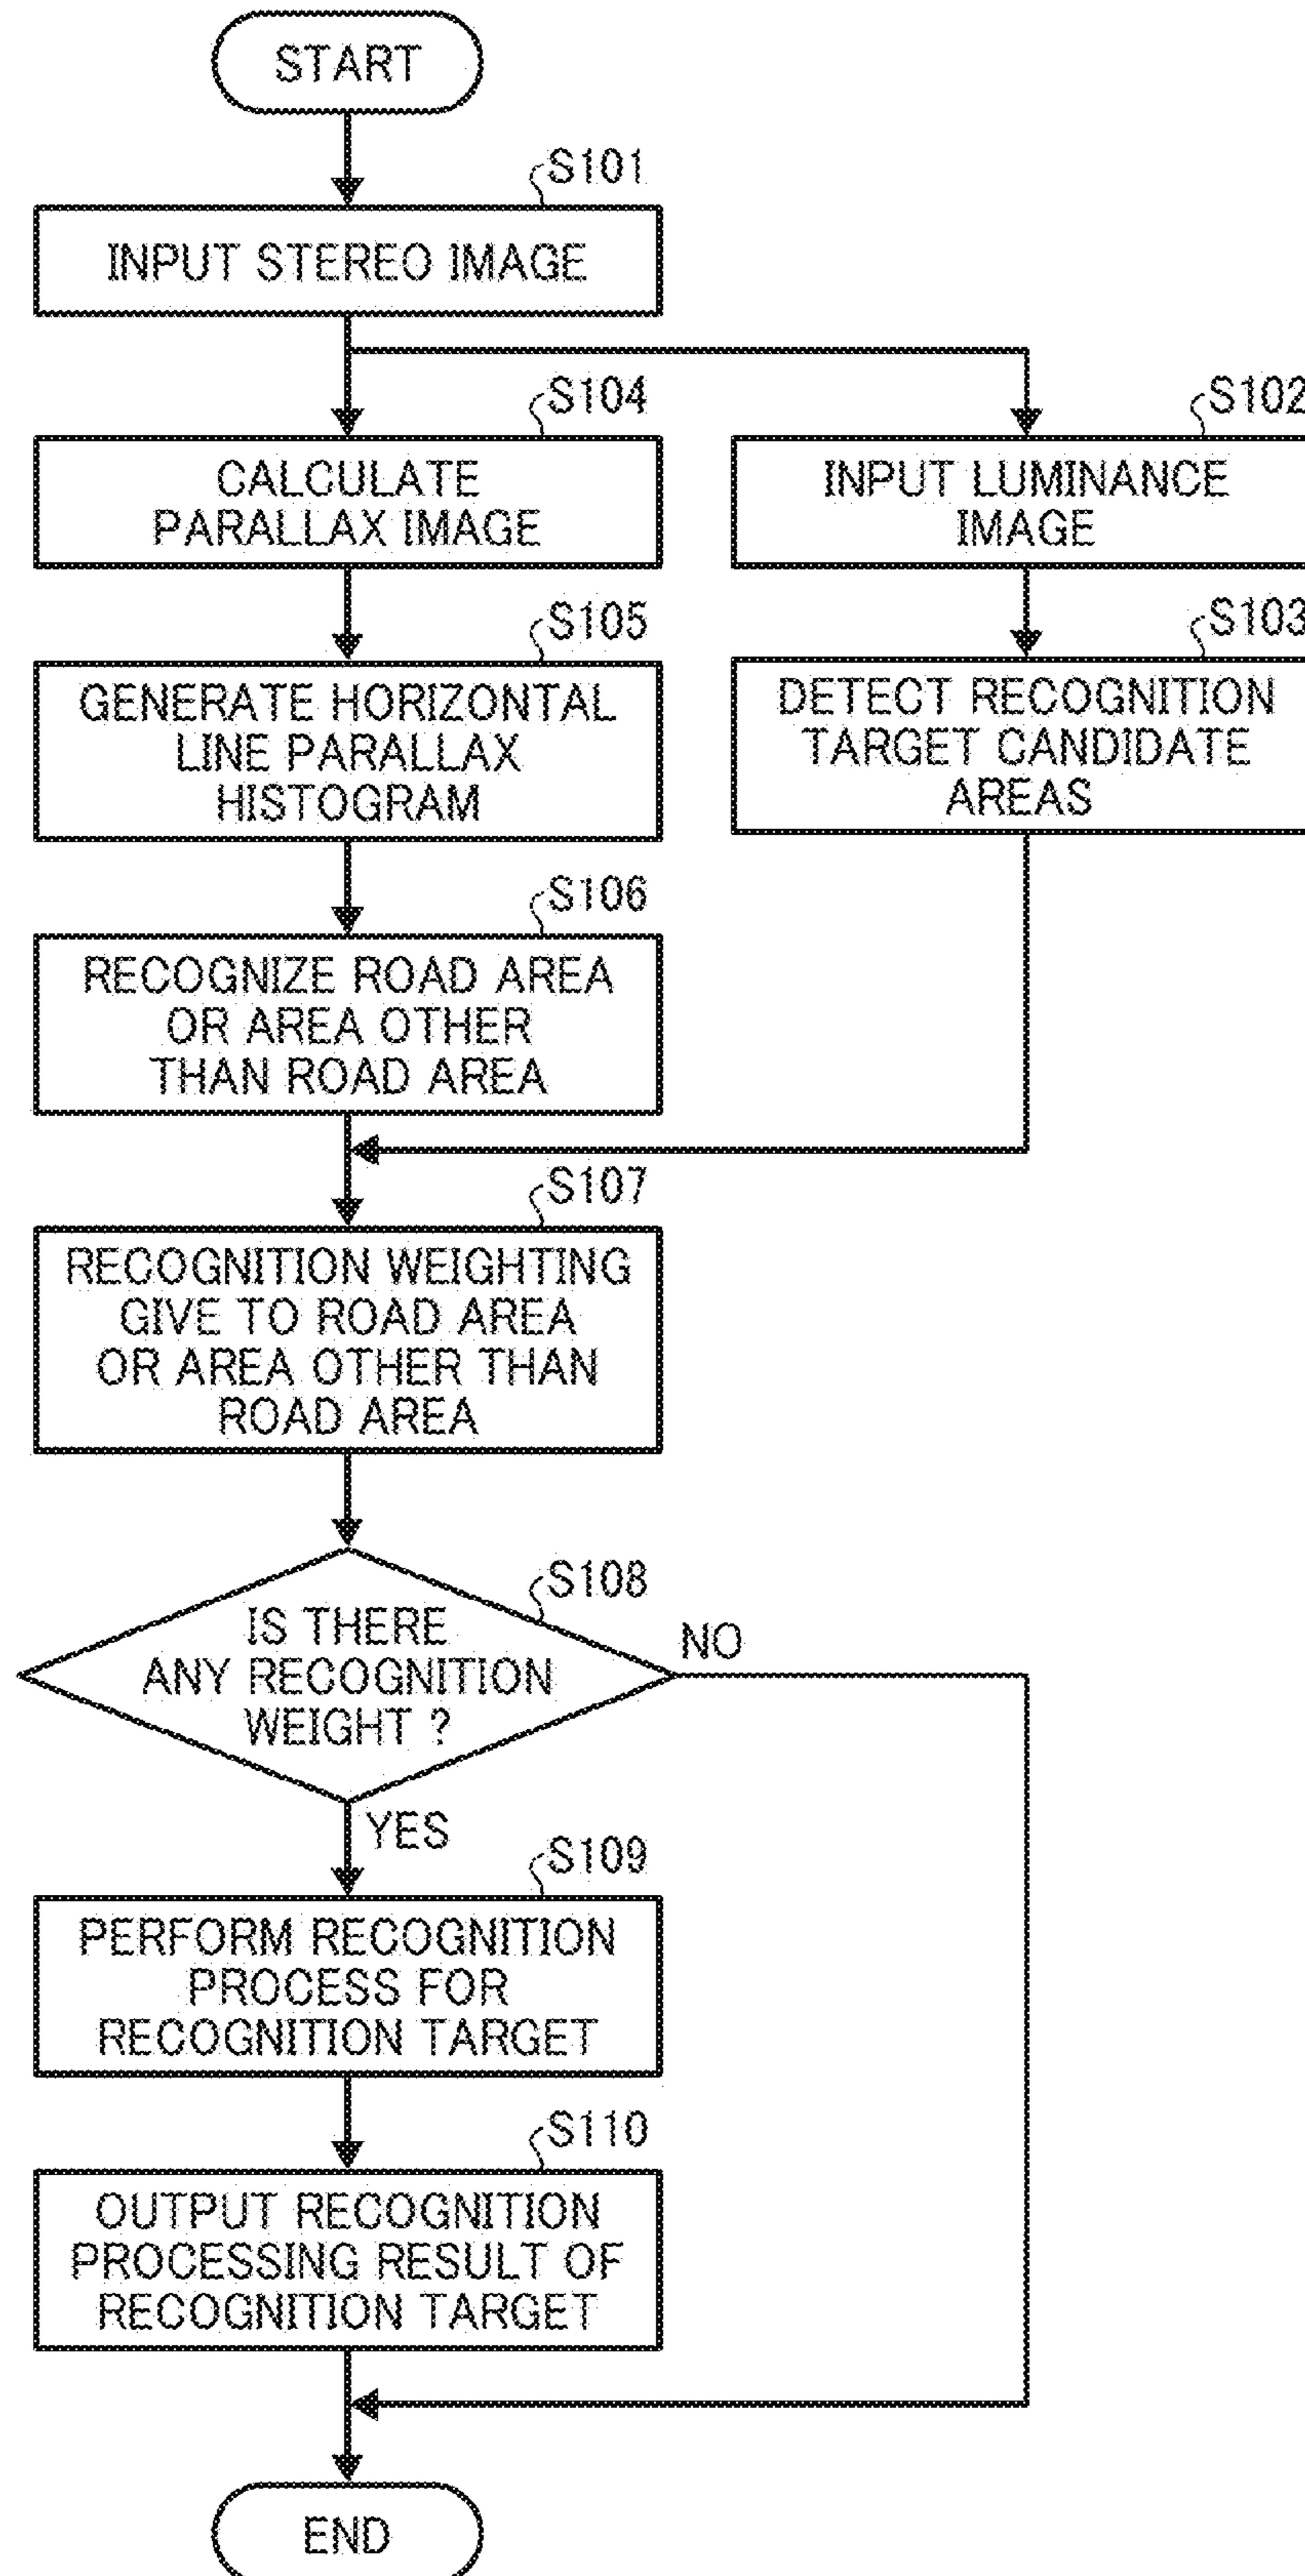 START
S101
INPUT STEREO IMAGE
S104
CALCULATE
PARALLAX IMAGE
S102
INPUT LUMINANCE
IMAGE
S105
GENERATE HORIZONTAL
LINE PARALLAX
HISTOGRAM
S103
DETECT RECOGNITION
TARGET CANDIDATE
AREAS
S106
RECOGNIZE ROAD AREA
OR AREA OTHER
THAN ROAD AREA
S107
RECOGNITION WEIGHTING
GIVE TO ROAD AREA
OR AREA OTHER THAN
ROAD AREA
S108
IS THERE
ANY RECOGNITION
WEIGHT ?
NO
YES
S109
PERFORM RECOGNITION
PROCESS FOR
RECOGNITION TARGET
S110
OUTPUT RECOGNITION
PROCESSING RESULT OF
RECOGNITION TARGET
END